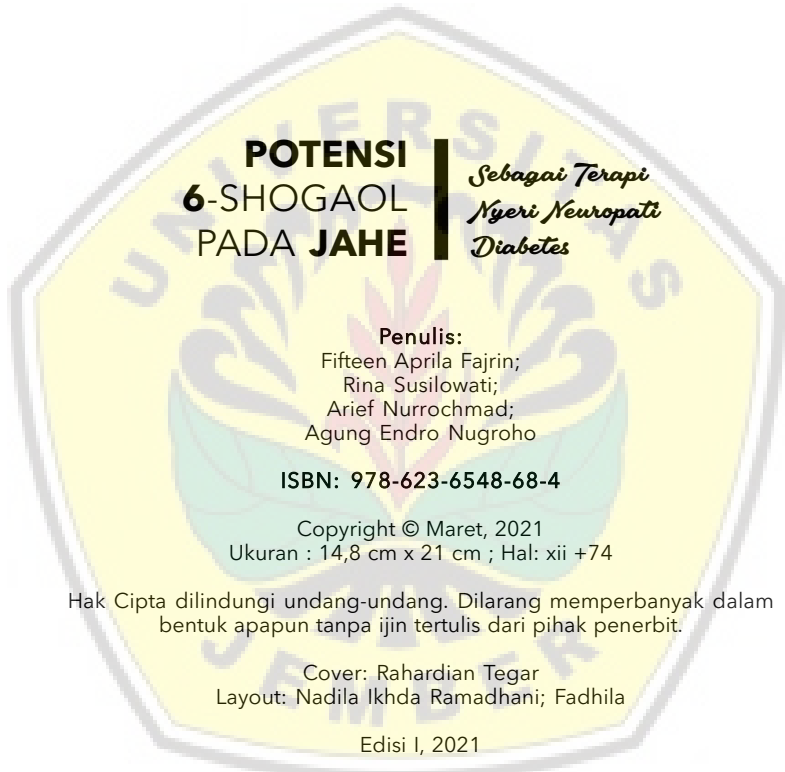 POTENSI
6-SHOGAOL
PADA JAHE
Sebagai Terapi
Nyeri Neuropati
Diabetes
UNIVERSITAS
JEMBER
Penulis:
Fifteen Aprila Fajrin;
Rina Susilowati;
Arief Nurrochmad;
Agung Endro Nugroho
ISBN: 978-623-6548-68-4
Copyright © Maret, 2021
Ukuran : 14,8 cm x 21 cm ; Hal: xii +74
Hak Cipta dilindungi undang-undang. Dilarang memperbanyak dalam
bentuk apapun tanpa ijin tertulis dari pihak penerbit.
Cover: Rahardian Tegar
Layout: Nadila Ikhda Ramadhani; Fadhila
Edisi I, 2021